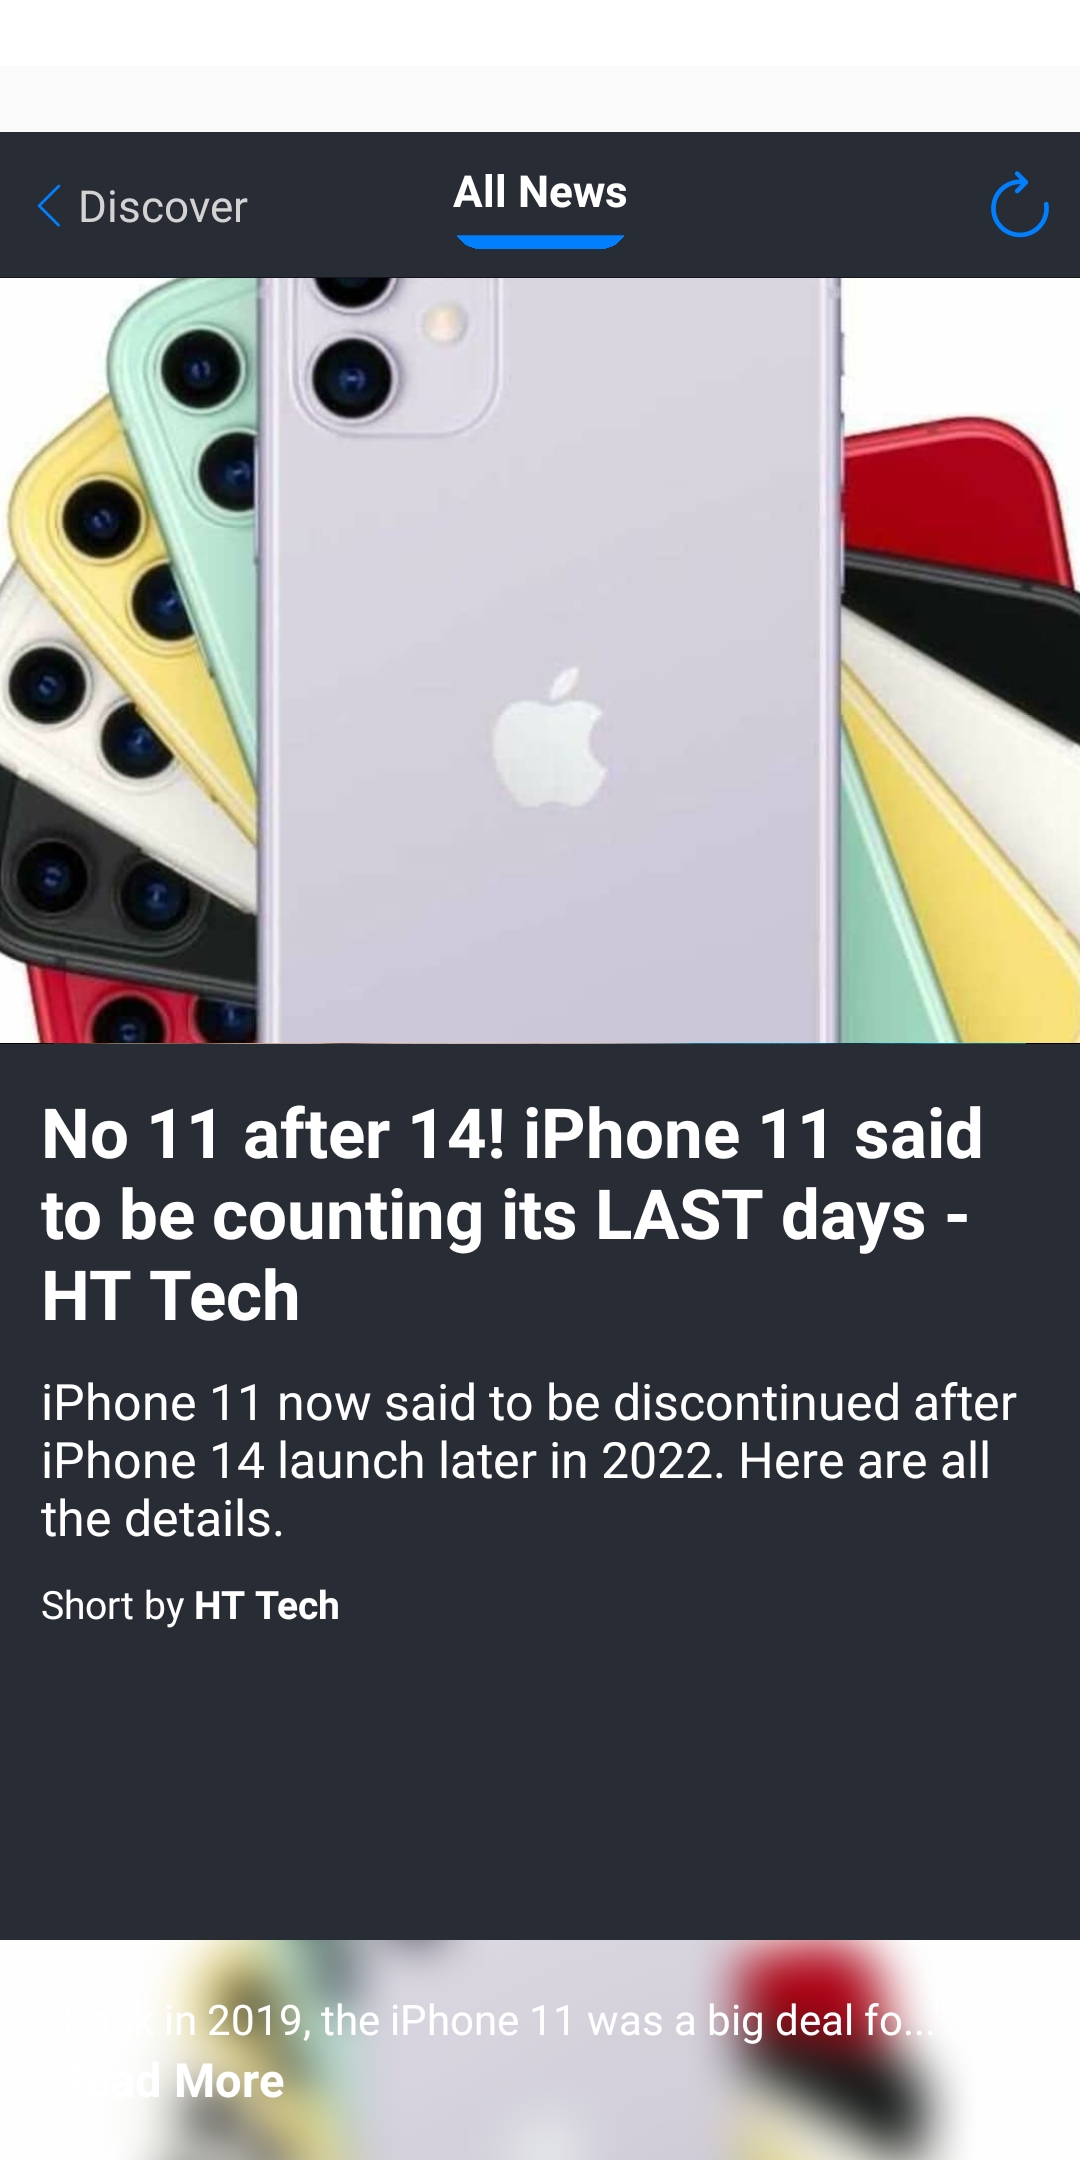 Discover
All News
No 11 after 14! iPhone 11 said
to be counting its LAST days -
HT Tech
iPhone 11 now said to be discontinued after
iPhone 14 launch later in 2022. Here are all
the details.
Short by HT Tech
Back in 2019, the iPhone 11 was a big deal fo...
Read More